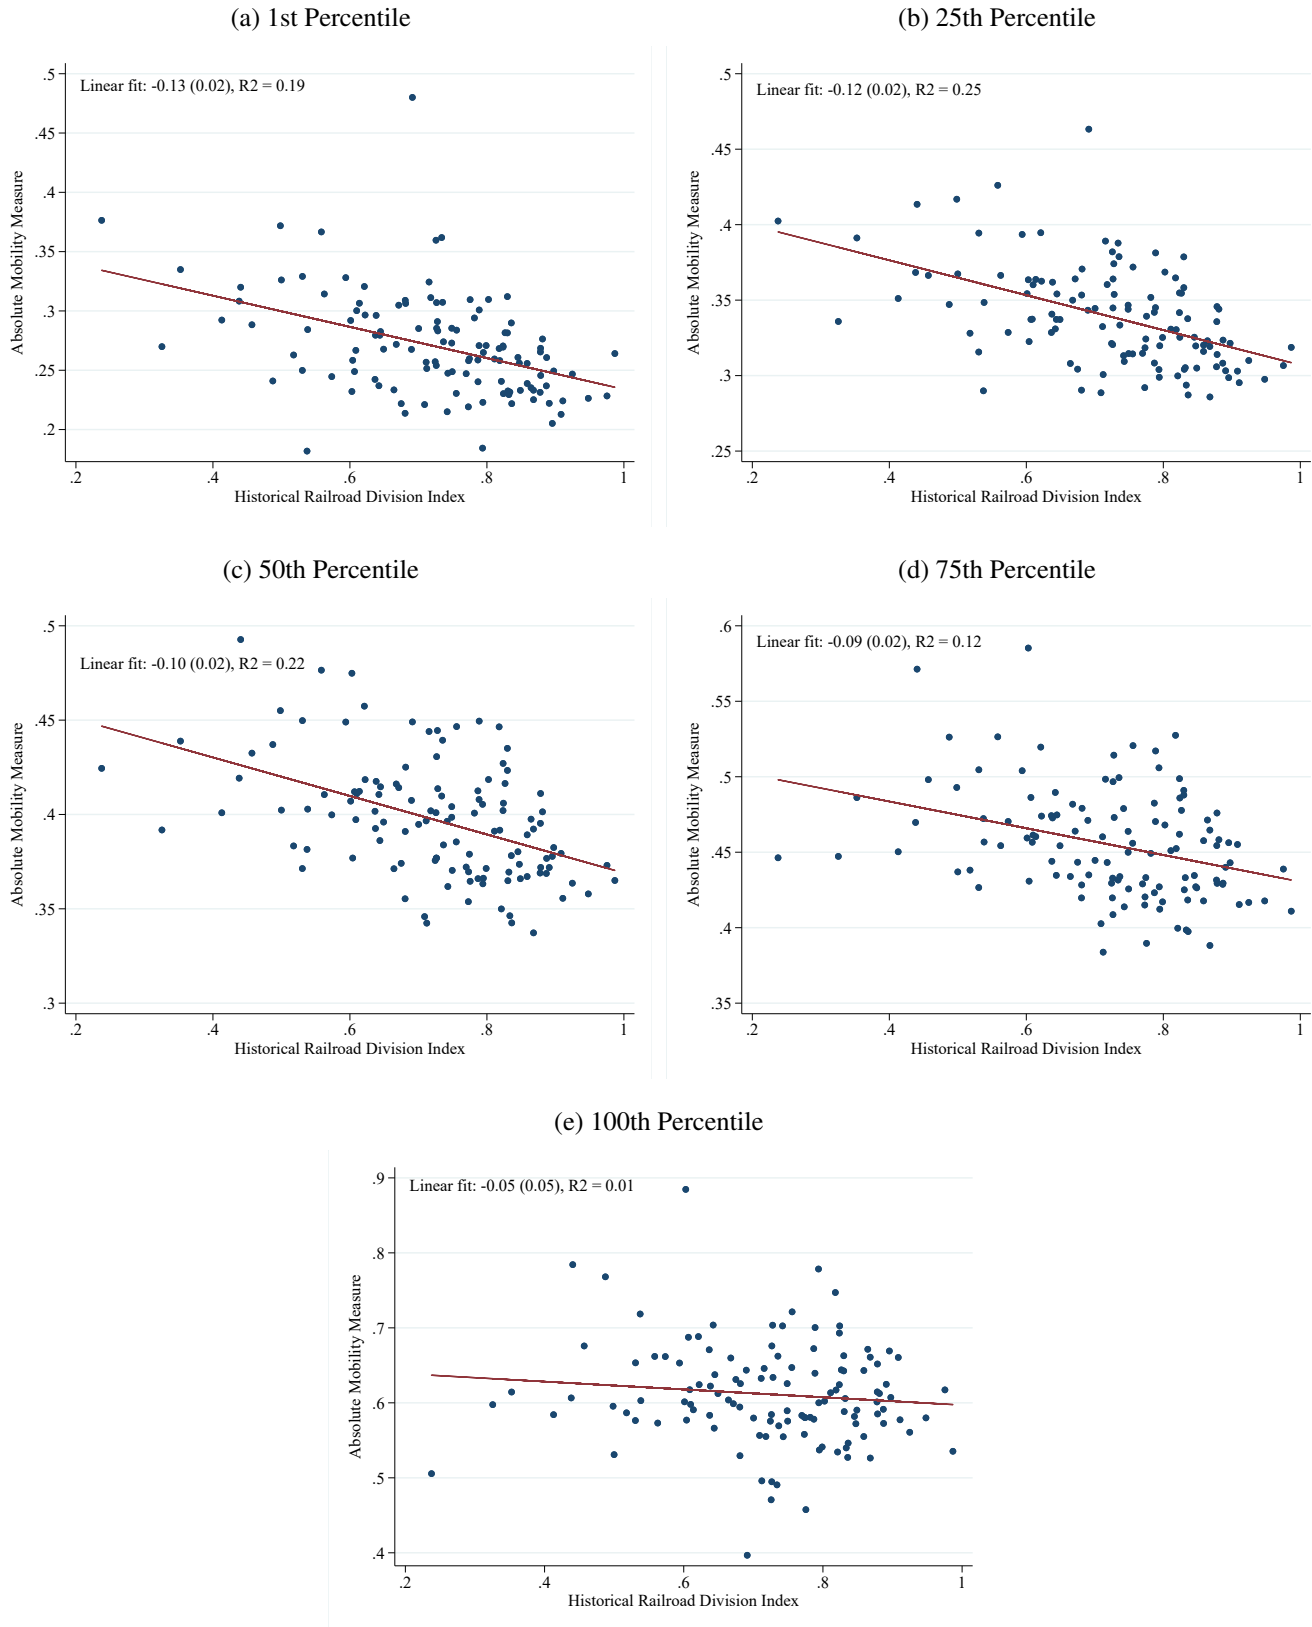 (a) 1st Percentile
Linear fit: -0.13 (0.02), R2 = 0.19
Absolute Mobility Measure
.5
.45
.4
.35
.3
.25
.2
.2 .4 .6 .8 1
Historical Railroad Division Index
(b) 25th Percentile
Linear fit: -0.12 (0.02), R2 = 0.25
Absolute Mobility Measure
.5
.45
.4
.35
.3
.25
.2 .4 .6 .8 1
Historical Railroad Division Index
(c) 50th Percentile
Linear fit: -0.10 (0.02), R2 = 0.22
Absolute Mobility Measure
.5
.45
.4
.35
.3
.2 .4 .6 .8 1
Historical Railroad Division Index
(d) 75th Percentile
Linear fit: -0.09 (0.02), R2 = 0.12
Absolute Mobility Measure
.6
.55
.5
.45
.4
.35
.2 .4 .6 .8 1
Historical Railroad Division Index
(e) 100th Percentile
Linear fit: -0.05 (0.05), R2 = 0.01
Absolute Mobility Measure
.9
.8
.7
.6
.5
.4
.2 .4 .6 .8 1
Historical Railroad Division Index